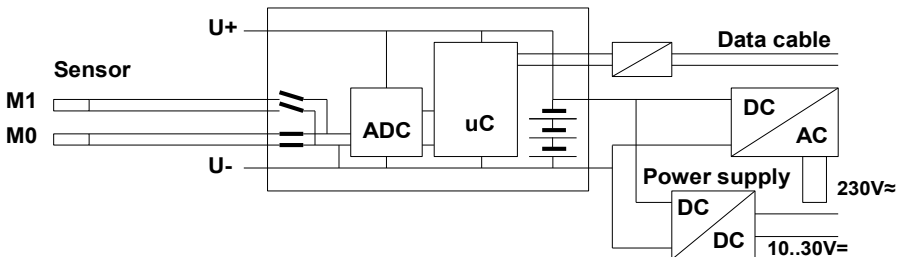 U+
Data cable
Sensor
M1
M0
ADC
uC
DC
AC
U-
Power supply
230V≈
DC
DC
10..30V=